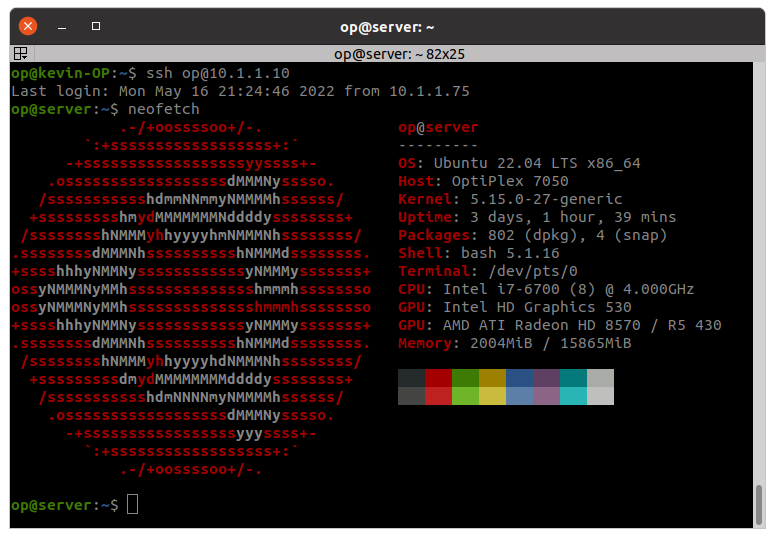 op@server: ~
op@server: ~ 82x25
op@kevin-OP:~$ ssh op@10.1.1.10
Last login: Mon May 16 21:24:46 2022 from 10.1.1.75
op@server:~$ neofetch
            .-/+oossssoo+/-.               op@server
        `:+ssssssssssssssssss+:`           ---------
      -+ssssssssssssssssssyyssss+-         OS: Ubuntu 22.04 LTS x86_64
    .ossssssssssssssssssdMMMNysssso.       Host: OptiPlex 7050
   /ssssssssssshdmmNNmmyNMMMMhssssss/      Kernel: 5.15.0-27-generic
  +ssssssssshmydMMMMMMMNddddyssssssss+     Uptime: 3 days, 1 hour, 39 mins
 /sssssssshNMMMyhhyyyyhmNMMMNhssssssss/    Packages: 802 (dpkg), 4 (snap)
.ssssssssdMMMNhsssssssssshNMMMdssssssss.   Shell: bash 5.1.16
+sssshhhyNMMNyssssssssssssyNMMMysssssss+   Terminal: /dev/pts/0
ossyNMMMNyMMhsssssssssssssshmmmhssssssso   CPU: Intel i7-6700 (8) @ 4.000GHz
ossyNMMMNyMMhsssssssssssssshmmmhssssssso   GPU: Intel HD Graphics 530
+sssshhhyNMMNyssssssssssssyNMMMysssssss+   GPU: AMD ATI Radeon HD 8570 / R5 430
.ssssssssdMMMNhsssssssssshNMMMdssssssss.   Memory: 2004MiB / 15865MiB
 /sssssssshNMMMyhhyyyyhdNMMMNhssssssss/
  +sssssssssdmydMMMMMMMMddddyssssssss+
   /ssssssssssshdmNNNNmyNMMMMhssssss/
    .ossssssssssssssssssdMMMNysssso.
      -+sssssssssssssssssyyyssss+-
        `:+ssssssssssssssssss+:`
            .-/+oossssoo+/-.
op@server:~$